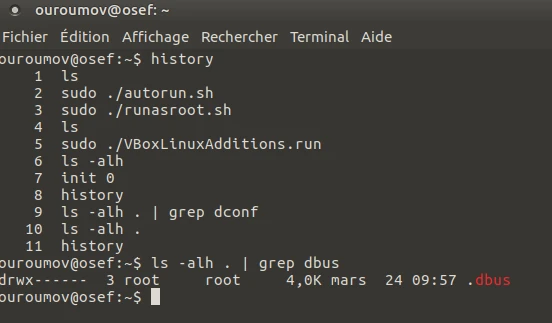 ouroumov@osef: ~
Fichier Édition Affichage Rechercher Terminal Aide
ouroumov@osef:~$ history
1 ls
2 sudo ./autorun.sh
3 sudo ./runasroot.sh
4 ls
5 sudo ./VBoxLinuxAdditions.run
6 ls -alh
7 init 0
8 history
9 ls -alh . | grep dconf
10 ls -alh .
11 history
ouroumov@osef:~$ ls -alh . | grep dbus
drwx------ 3 root root 4,0K mars 24 09:57 .dbus
ouroumov@osef:~$